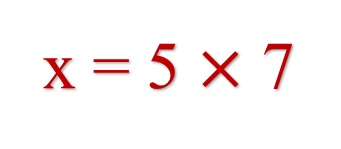 x = 5 × 7